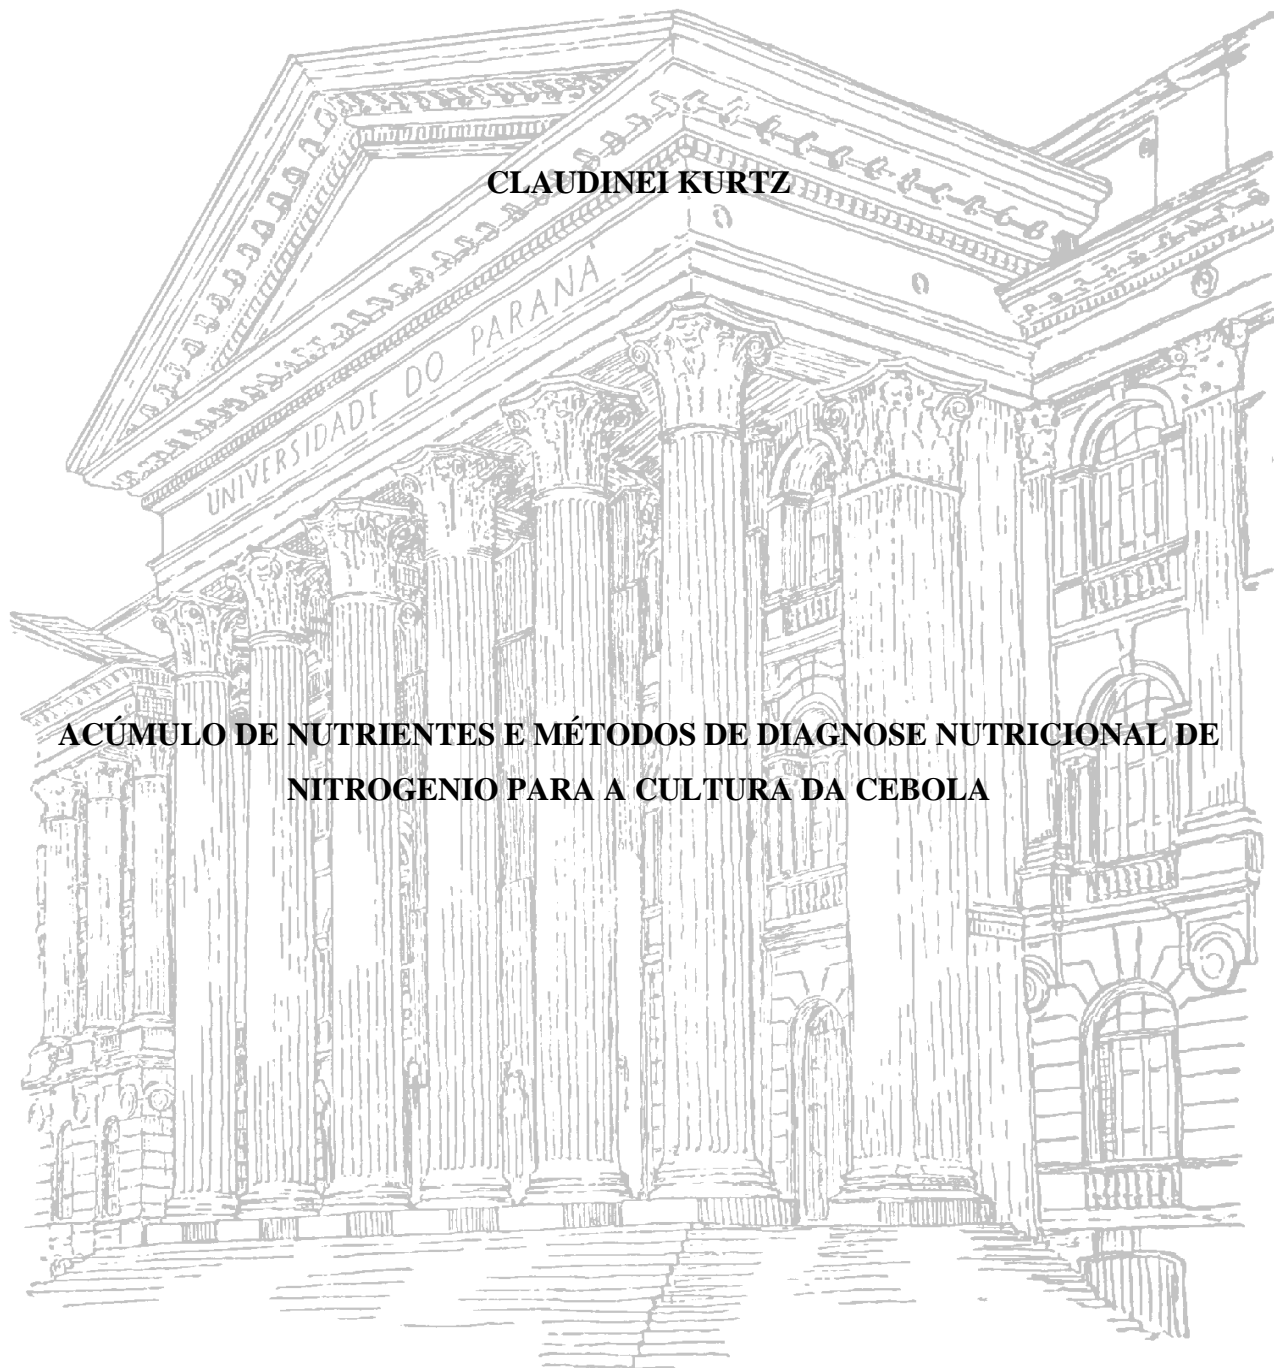 CLAUDINEI KURTZ
UNIVERSIDADE DO PARANÁ
ACÚMULO DE NUTRIENTES E MÉTODOS DE DIAGNOSE NUTRICIONAL DE
NITROGENIO PARA A CULTURA DA CEBOLA